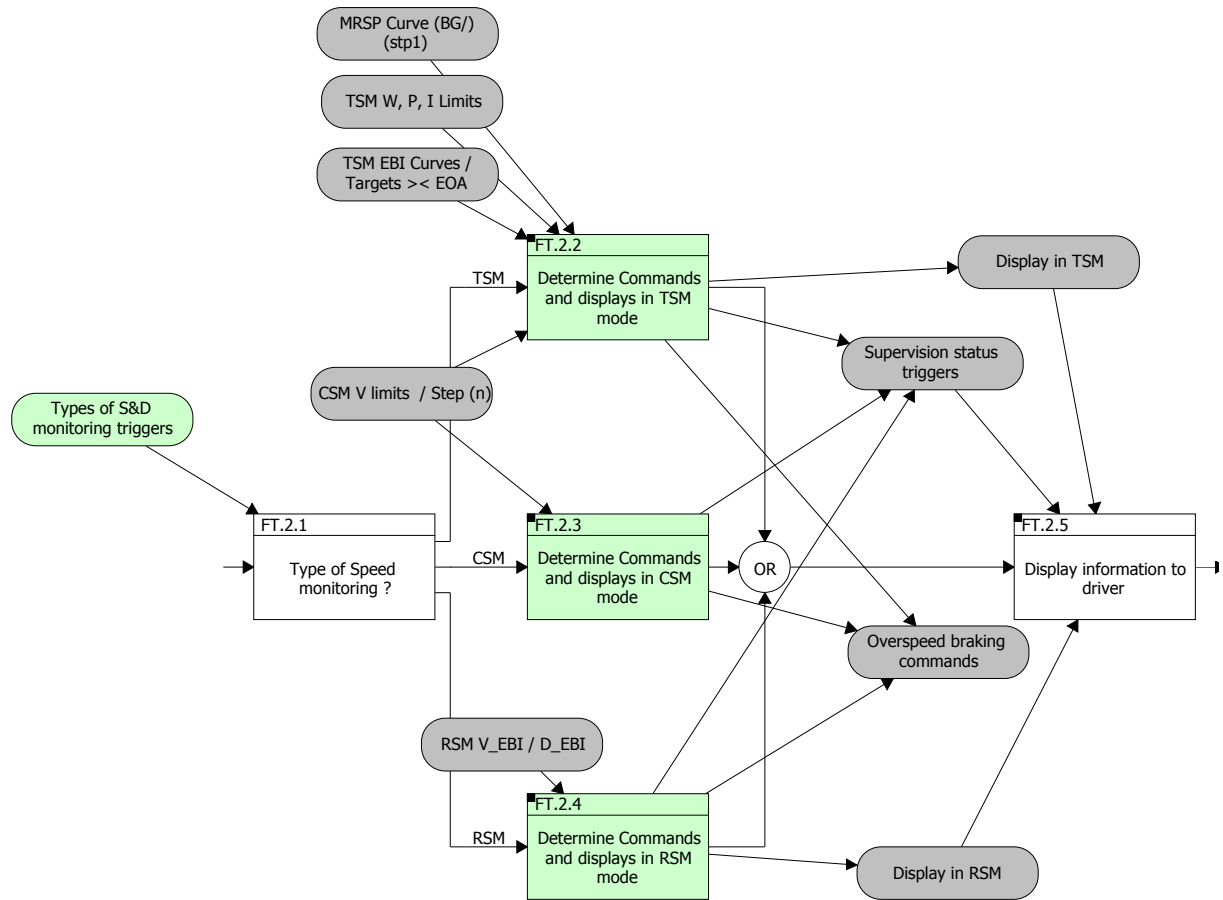 MRSP Curve (BG/)
(stp1)
TSM W, P, I Limits
TSM EBI Curves /
Targets >< EOA
FT.2.2
Determine Commands
and displays in TSM
mode
TSM
Display in TSM
Supervision status
triggers
CSM V limits / Step (n)
Types of S&D
monitoring triggers
FT.2.1
Type of Speed
monitoring ?
CSM
FT.2.3
Determine Commands
and displays in CSM
mode
OR
FT.2.5
Display information to
driver
Overspeed braking
commands
RSM V_EBI / D_EBI
RSM
FT.2.4
Determine Commands
and displays in RSM
mode
Display in RSM